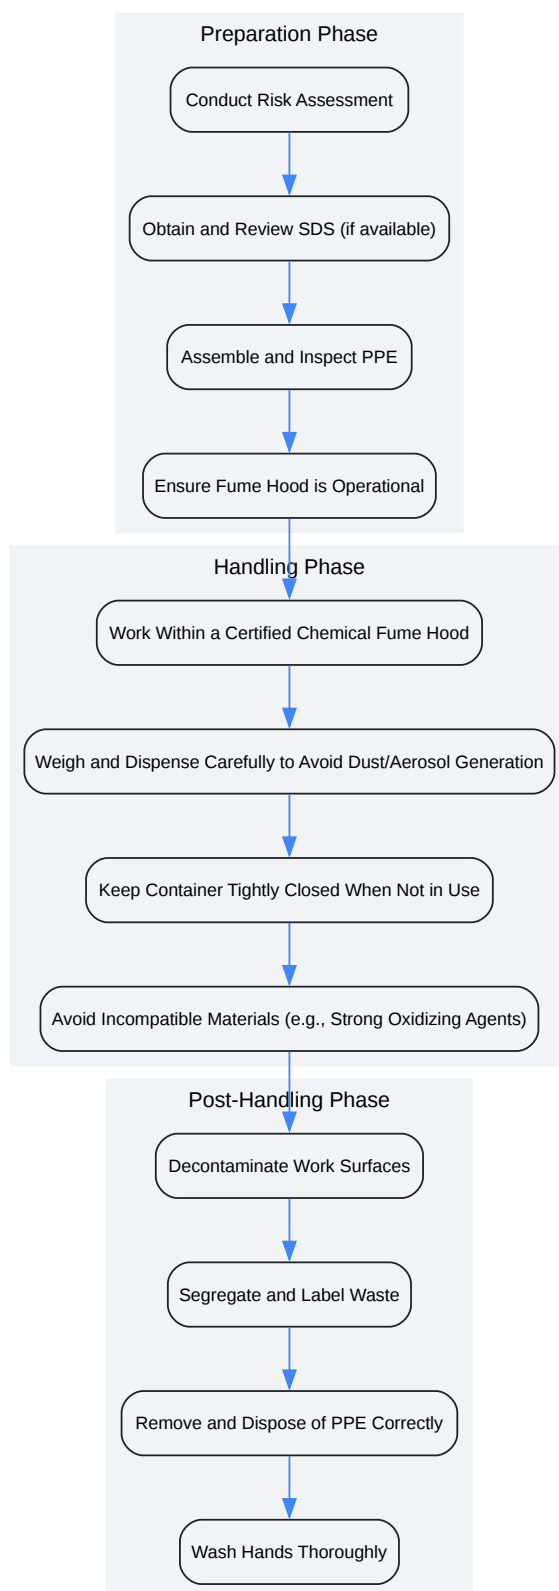 Preparation Phase
Conduct Risk Assessment
Obtain and Review SDS (if available)
Assemble and Inspect PPE
Ensure Fume Hood is Operational
Handling Phase
Work Within a Certified Chemical Fume Hood
Weigh and Dispense Carefully to Avoid Dust/Aerosol Generation
Keep Container Tightly Closed When Not in Use
Avoid Incompatible Materials (e.g., Strong Oxidizing Agents)
Post-Handling Phase
Decontaminate Work Surfaces
Segregate and Label Waste
Remove and Dispose of PPE Correctly
Wash Hands Thoroughly